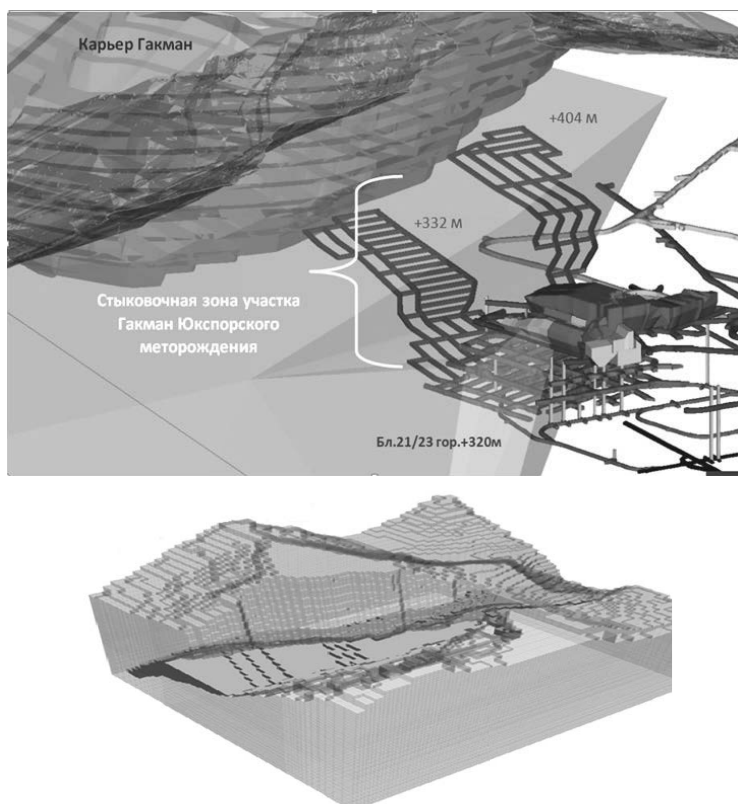 Карьер Гакман
+404 м
+332 м
Стыковочная зона участка
Гакман Юкспорского
меторождения
Бл.21/23 гор.+320м